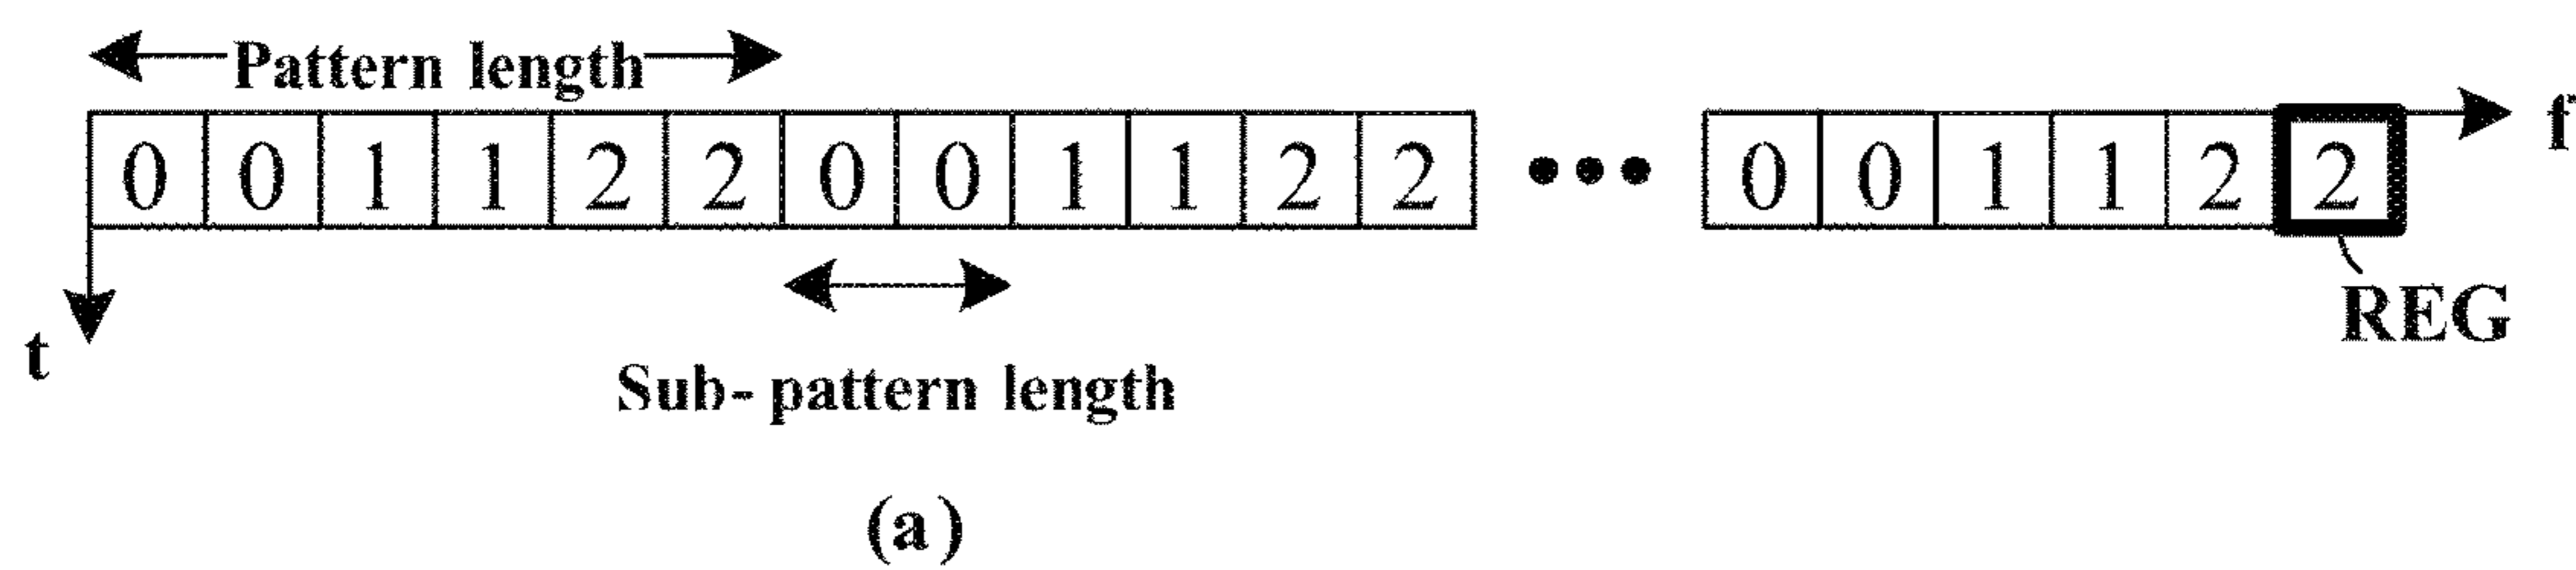 Pattern length
0 0 1 1 2 2 0 0 1 1 2 2 ••• 0 0 1 1 2 2 f
REG
t
Sub- pattern length
(a)